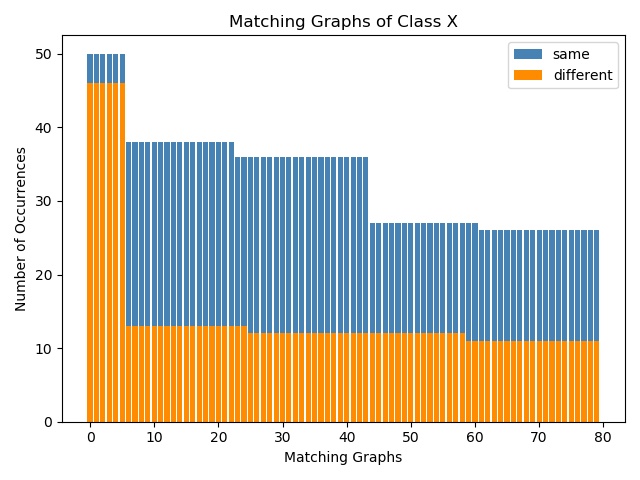 Matching Graphs of Class X
same
different
Number of Occurrences
50
40
30
20
10
0
0 10 20 30 40 50 60 70 80
Matching Graphs